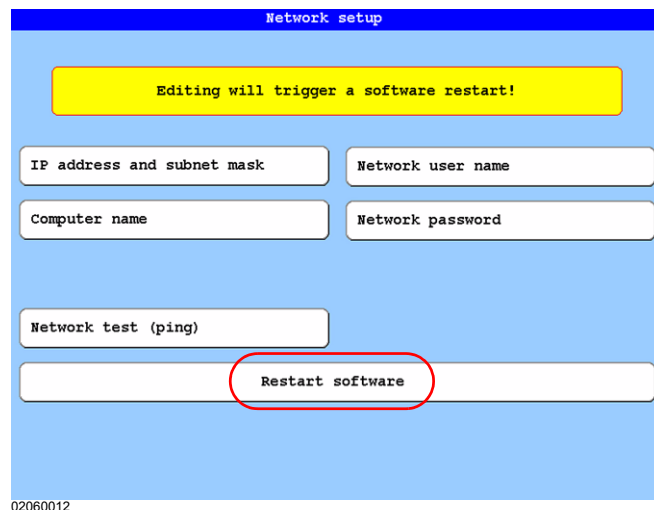 Network setup
Editing will trigger a software restart!
IP address and subnet mask
Network user name
Computer name
Network password
Network test (ping)
Restart software
02060012